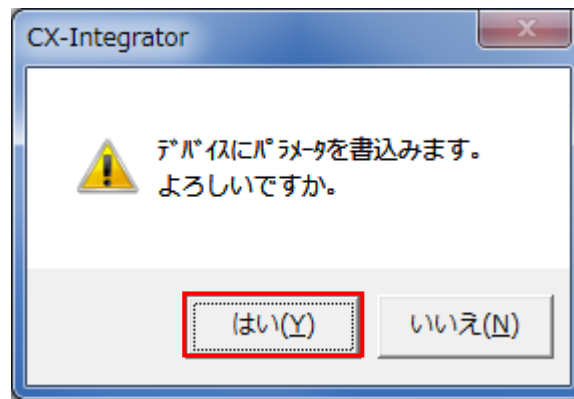 CX-Integrator
ﾃﾞﾊﾞｲｽにﾊﾟﾗﾒｰﾀを書込みます。
よろしいですか。
はい(Y)
いいえ(N)